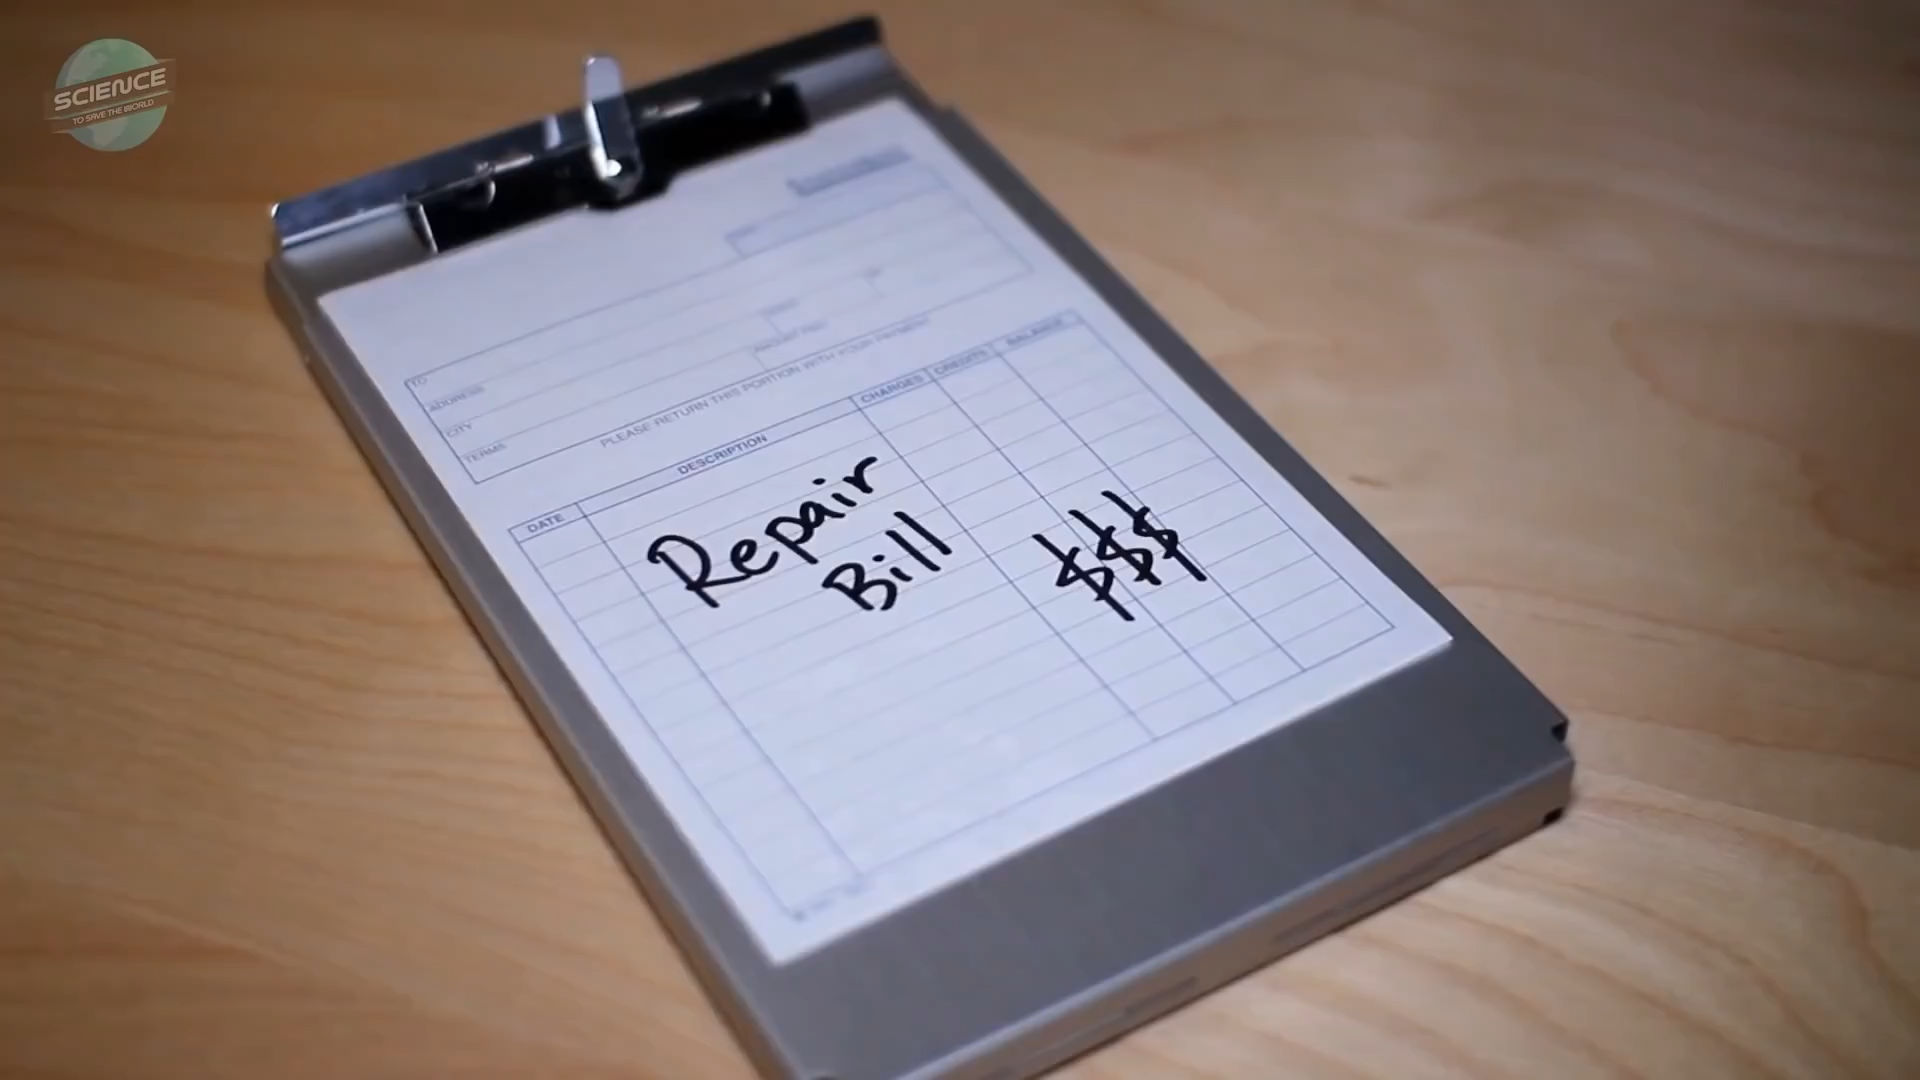 SCIENCE
TO SAVE THE WORLD
TO
ADDRESS
CITY
TERMS
PLEASE RETURN THIS PORTION WITH YOUR PAYMENT
DATE DESCRIPTION CHARGES CREDITS BALANCE
Repair
Bill $$$